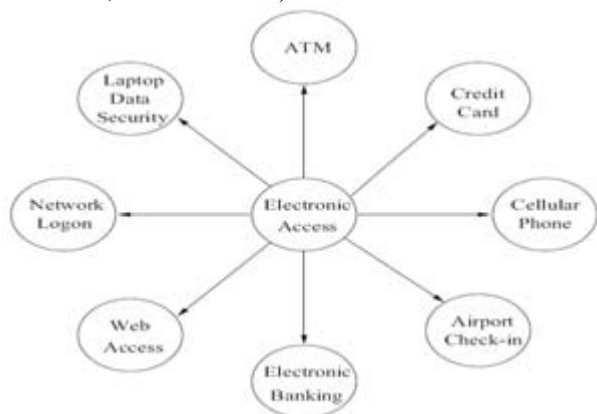 ATM
Laptop
Data
Security
Credit
Card
Network
Logon
Electronic
Access
Cellular
Phone
Web
Access
Airport
Check-in
Electronic
Banking